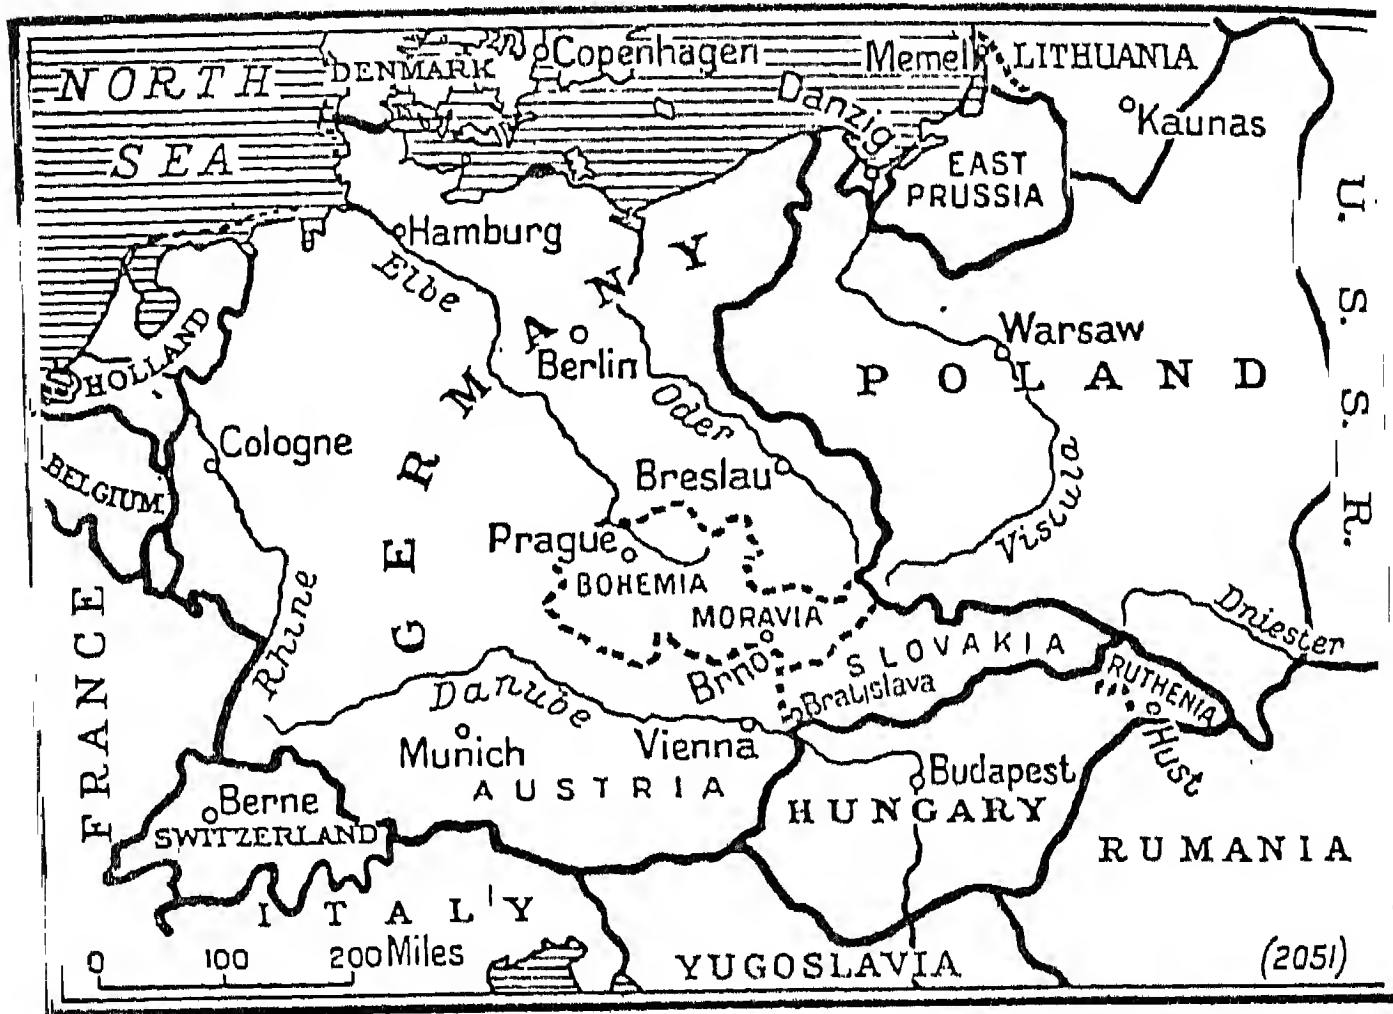 NORTH
SEA
DENMARK
Copenhagen
Memel
LITHUANIA
Kaunas
Danzig
EAST
PRUSSIA
U. S. S. R.
Hamburg
Elbe
HOLLAND
GERMANY
Berlin
Oder
Warsaw
POLAND
Cologne
BELGIUM
Breslau
Vistula
Prague
BOHEMIA
MORAVIA
Brno
SLOVAKIA
Bratislava
RUTHENIA
Hust
Dniester
FRANCE
Rhine
Danube
Munich
Vienna
AUSTRIA
Budapest
HUNGARY
RUMANIA
Berne
SWITZERLAND
ITALY
YUGOSLAVIA
0 100 200 Miles
(2051)